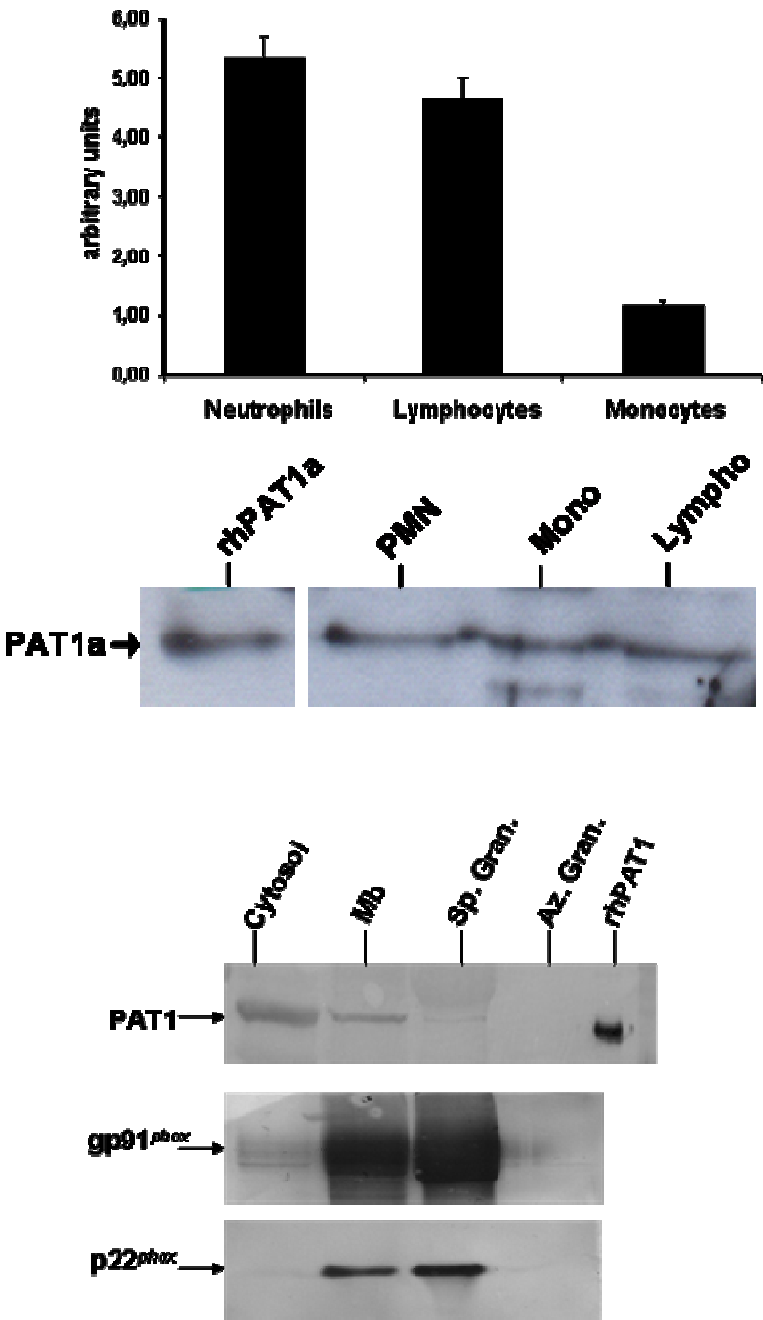 6,00
5,00
4,00
3,00
2,00
1,00
0,00
arbitrary units
Neutrophils Lymphocytes Monocytes
rhPAT1a PMN Mono Lympho
PAT1a
Cytosol Mb Sp. Gran. Az. Gran. rhPAT1
PAT1
gp91phox
p22phox